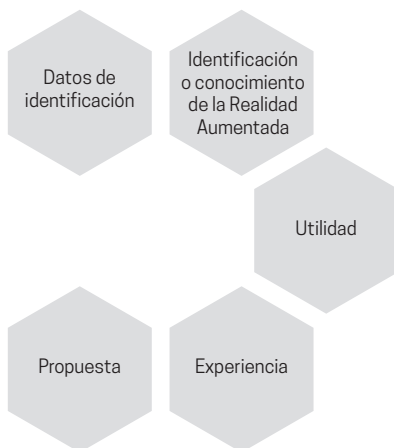 Datos de
identificación
Identificación
o conocimiento
de la Realidad
Aumentada
Utilidad
Propuesta
Experiencia